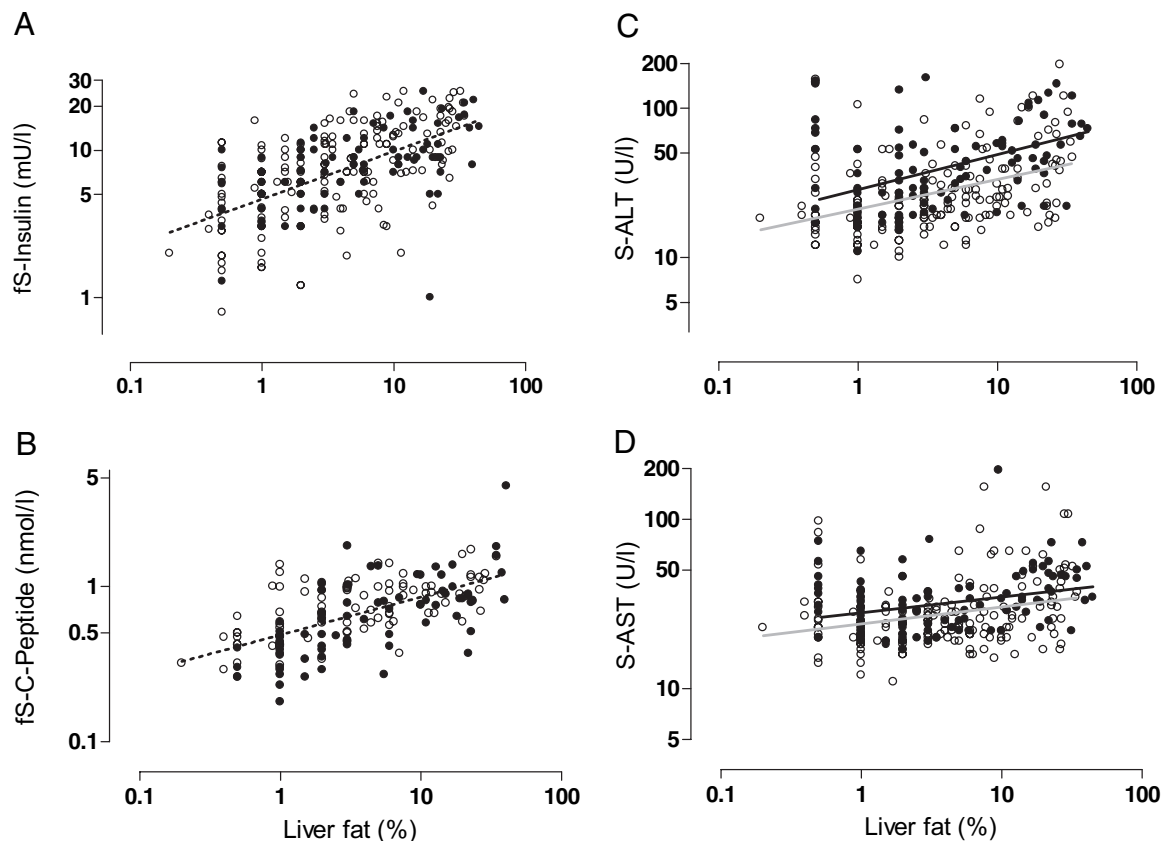 A
fS-Insulin (mU/l)
30
20
10
5
1
0.1 1 10 100
B
fS-C-Peptide (nmol/l)
5
1
0.5
0.1
0.1 1 10 100
Liver fat (%)
C
S-ALT (U/l)
200
100
50
10
5
0.1 1 10 100
D
S-AST (U/l)
200
100
50
10
5
0.1 1 10 100
Liver fat (%)